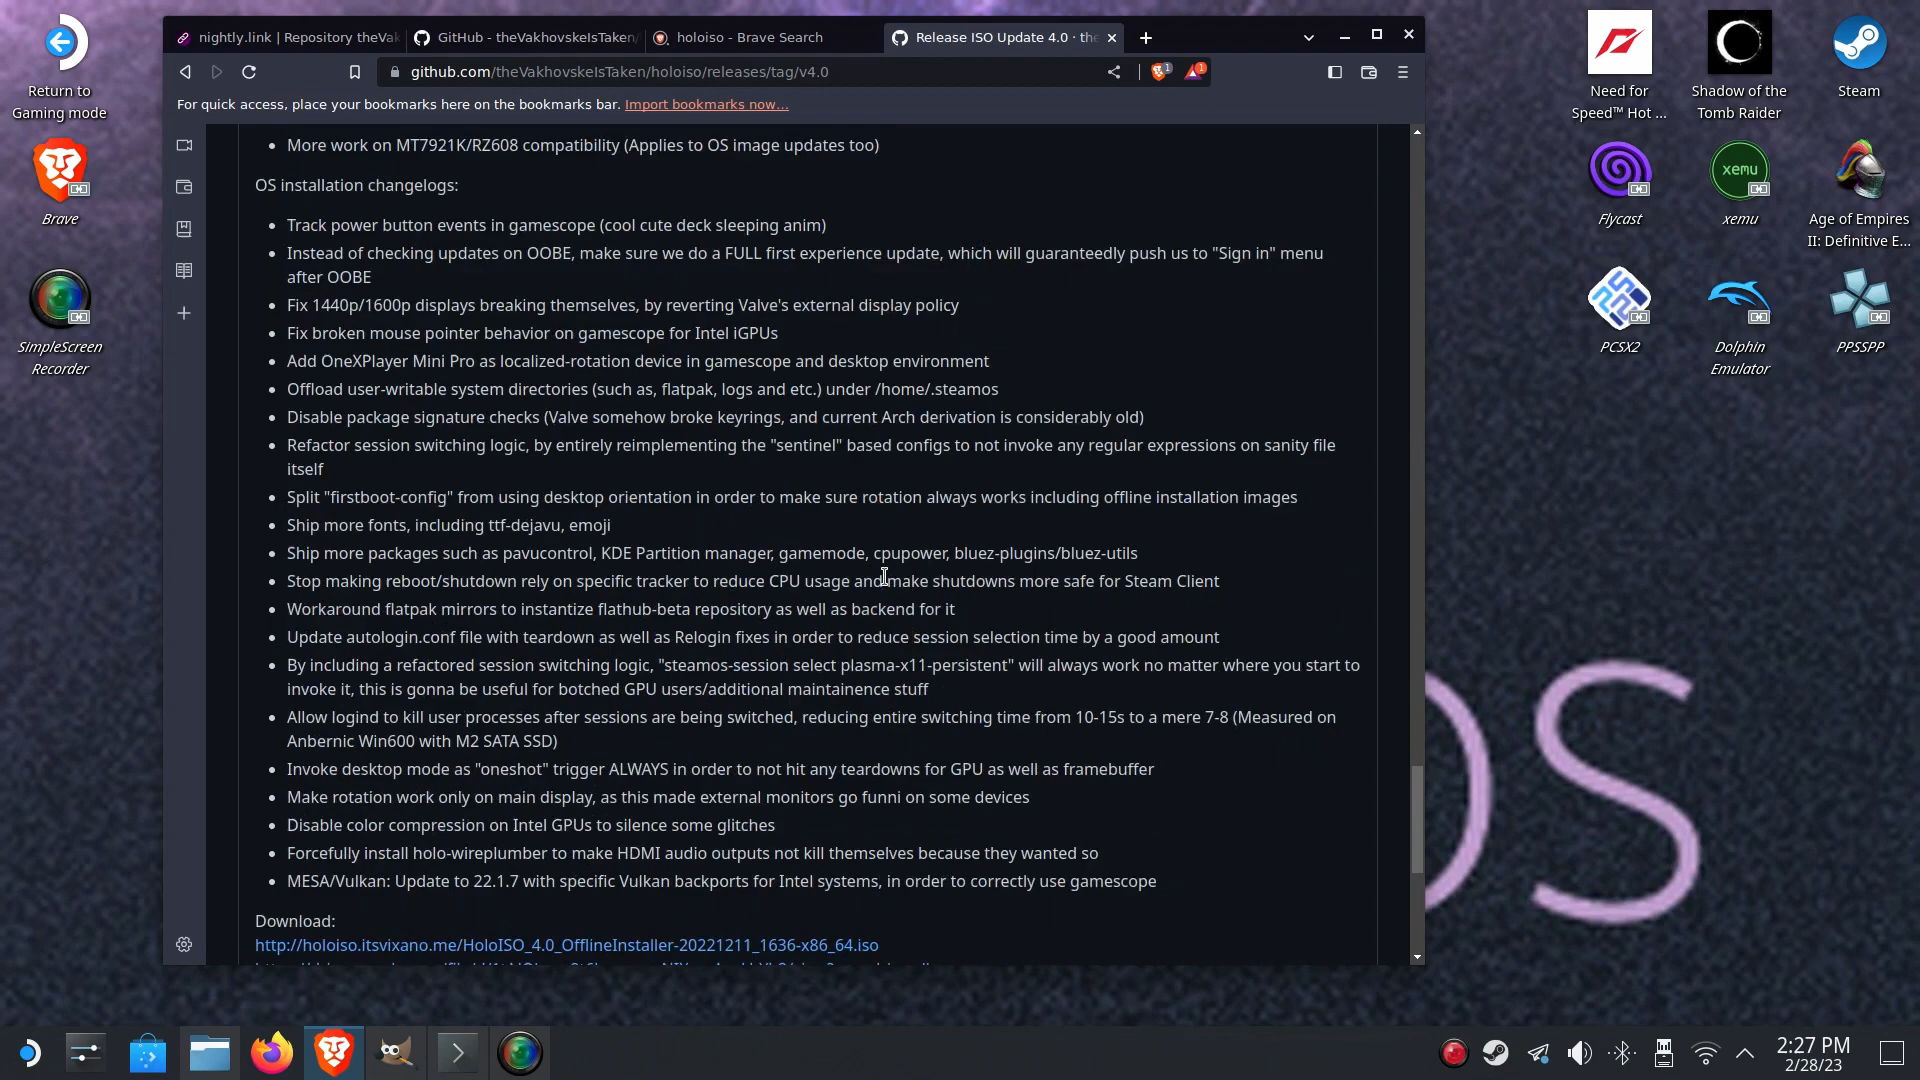 Return to
Gaming mode
Brave
SimpleScreen
Recorder
nightly.link | Repository theVak
GitHub - theVakhovskeIsTaken/
holoiso - Brave Search
Release ISO Update 4.0 · the
github.com/theVakhovskeIsTaken/holoiso/releases/tag/v4.0
1
1
For quick access, place your bookmarks here on the bookmarks bar. Import bookmarks now...
More work on MT7921K/RZ608 compatibility (Applies to OS image updates too)
OS installation changelogs:
Track power button events in gamescope (cool cute deck sleeping anim)
Instead of checking updates on OOBE, make sure we do a FULL first experience update, which will guaranteedly push us to "Sign in" menu
after OOBE
Fix 1440p/1600p displays breaking themselves, by reverting Valve's external display policy
Fix broken mouse pointer behavior on gamescope for Intel iGPUs
Add OneXPlayer Mini Pro as localized-rotation device in gamescope and desktop environment
Offload user-writable system directories (such as, flatpak, logs and etc.) under /home/.steamos
Disable package signature checks (Valve somehow broke keyrings, and current Arch derivation is considerably old)
Refactor session switching logic, by entirely reimplementing the "sentinel" based configs to not invoke any regular expressions on sanity file
itself
Split "firstboot-config" from using desktop orientation in order to make sure rotation always works including offline installation images
Ship more fonts, including ttf-dejavu, emoji
Ship more packages such as pavucontrol, KDE Partition manager, gamemode, cpupower, bluez-plugins/bluez-utils
Stop making reboot/shutdown rely on specific tracker to reduce CPU usage and make shutdowns more safe for Steam Client
Workaround flatpak mirrors to instantize flathub-beta repository as well as backend for it
Update autologin.conf file with teardown as well as Relogin fixes in order to reduce session selection time by a good amount
By including a refactored session switching logic, "steamos-session select plasma-x11-persistent" will always work no matter where you start to
invoke it, this is gonna be useful for botched GPU users/additional maintainence stuff
Allow logind to kill user processes after sessions are being switched, reducing entire switching time from 10-15s to a mere 7-8 (Measured on
Anbernic Win600 with M2 SATA SSD)
Invoke desktop mode as "oneshot" trigger ALWAYS in order to not hit any teardowns for GPU as well as framebuffer
Make rotation work only on main display, as this made external monitors go funni on some devices
Disable color compression on Intel GPUs to silence some glitches
Forcefully install holo-wireplumber to make HDMI audio outputs not kill themselves because they wanted so
MESA/Vulkan: Update to 22.1.7 with specific Vulkan backports for Intel systems, in order to correctly use gamescope
Download:
http://holoiso.itsvixano.me/HoloISO_4.0_OfflineInstaller-20221211_1636-x86_64.iso
Need for
Speed™ Hot ...
Shadow of the
Tomb Raider
Steam
Flycast
xemu
xemu
Age of Empires
II: Definitive E...
PCSX2
Dolphin
Emulator
PPSSPP
OS
2:27 PM
2/28/23